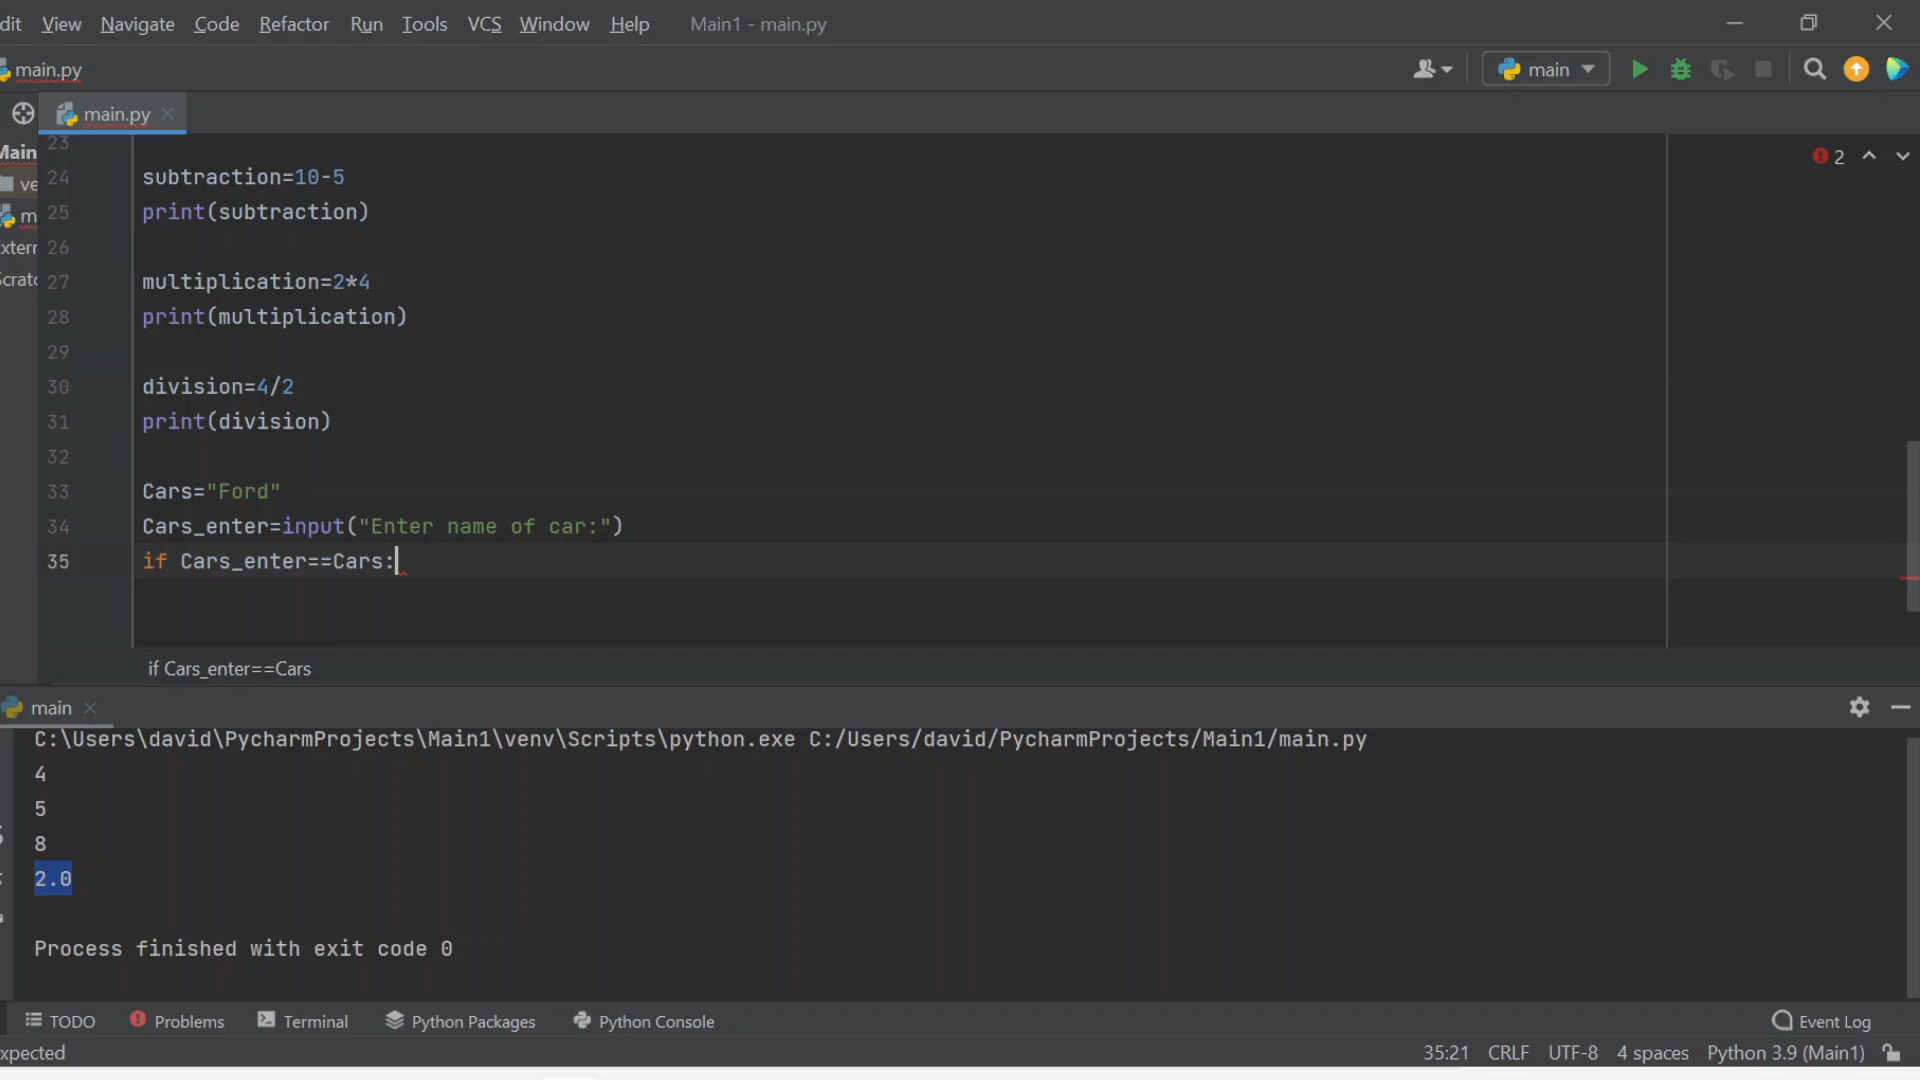 dit View Navigate Code Refactor Run Tools VCS Window Help Main1 - main.py
main.py main
main.py
Main
ve
m
xterr
Scratc
2
23
24 subtraction=10-5
25 print(subtraction)
26
27 multiplication=2*4
28 print(multiplication)
29
30 division=4/2
31 print(division)
32
33 Cars="Ford"
34 Cars_enter=input("Enter name of car:")
35 if Cars_enter==Cars:
if Cars_enter==Cars
main
C:\Users\david\PycharmProjects\Main1\venv\Scripts\python.exe C:/Users/david/PycharmProjects/Main1/main.py
4
5
8
2.0
Process finished with exit code 0
TODO Problems Terminal Python Packages Python Console Event Log
xpected 35:21 CRLF UTF-8 4 spaces Python 3.9 (Main1)